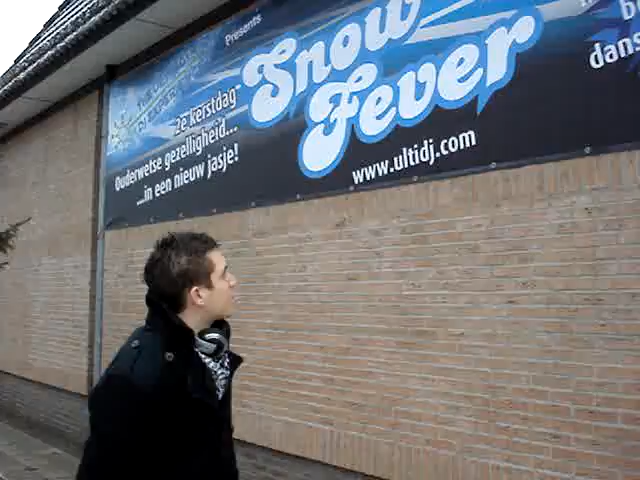 Presents
Snow
Fever
2e kerstdag
Ouderwetse gezelligheid...
...in een nieuw jasje!
www.ultidj.com
dans